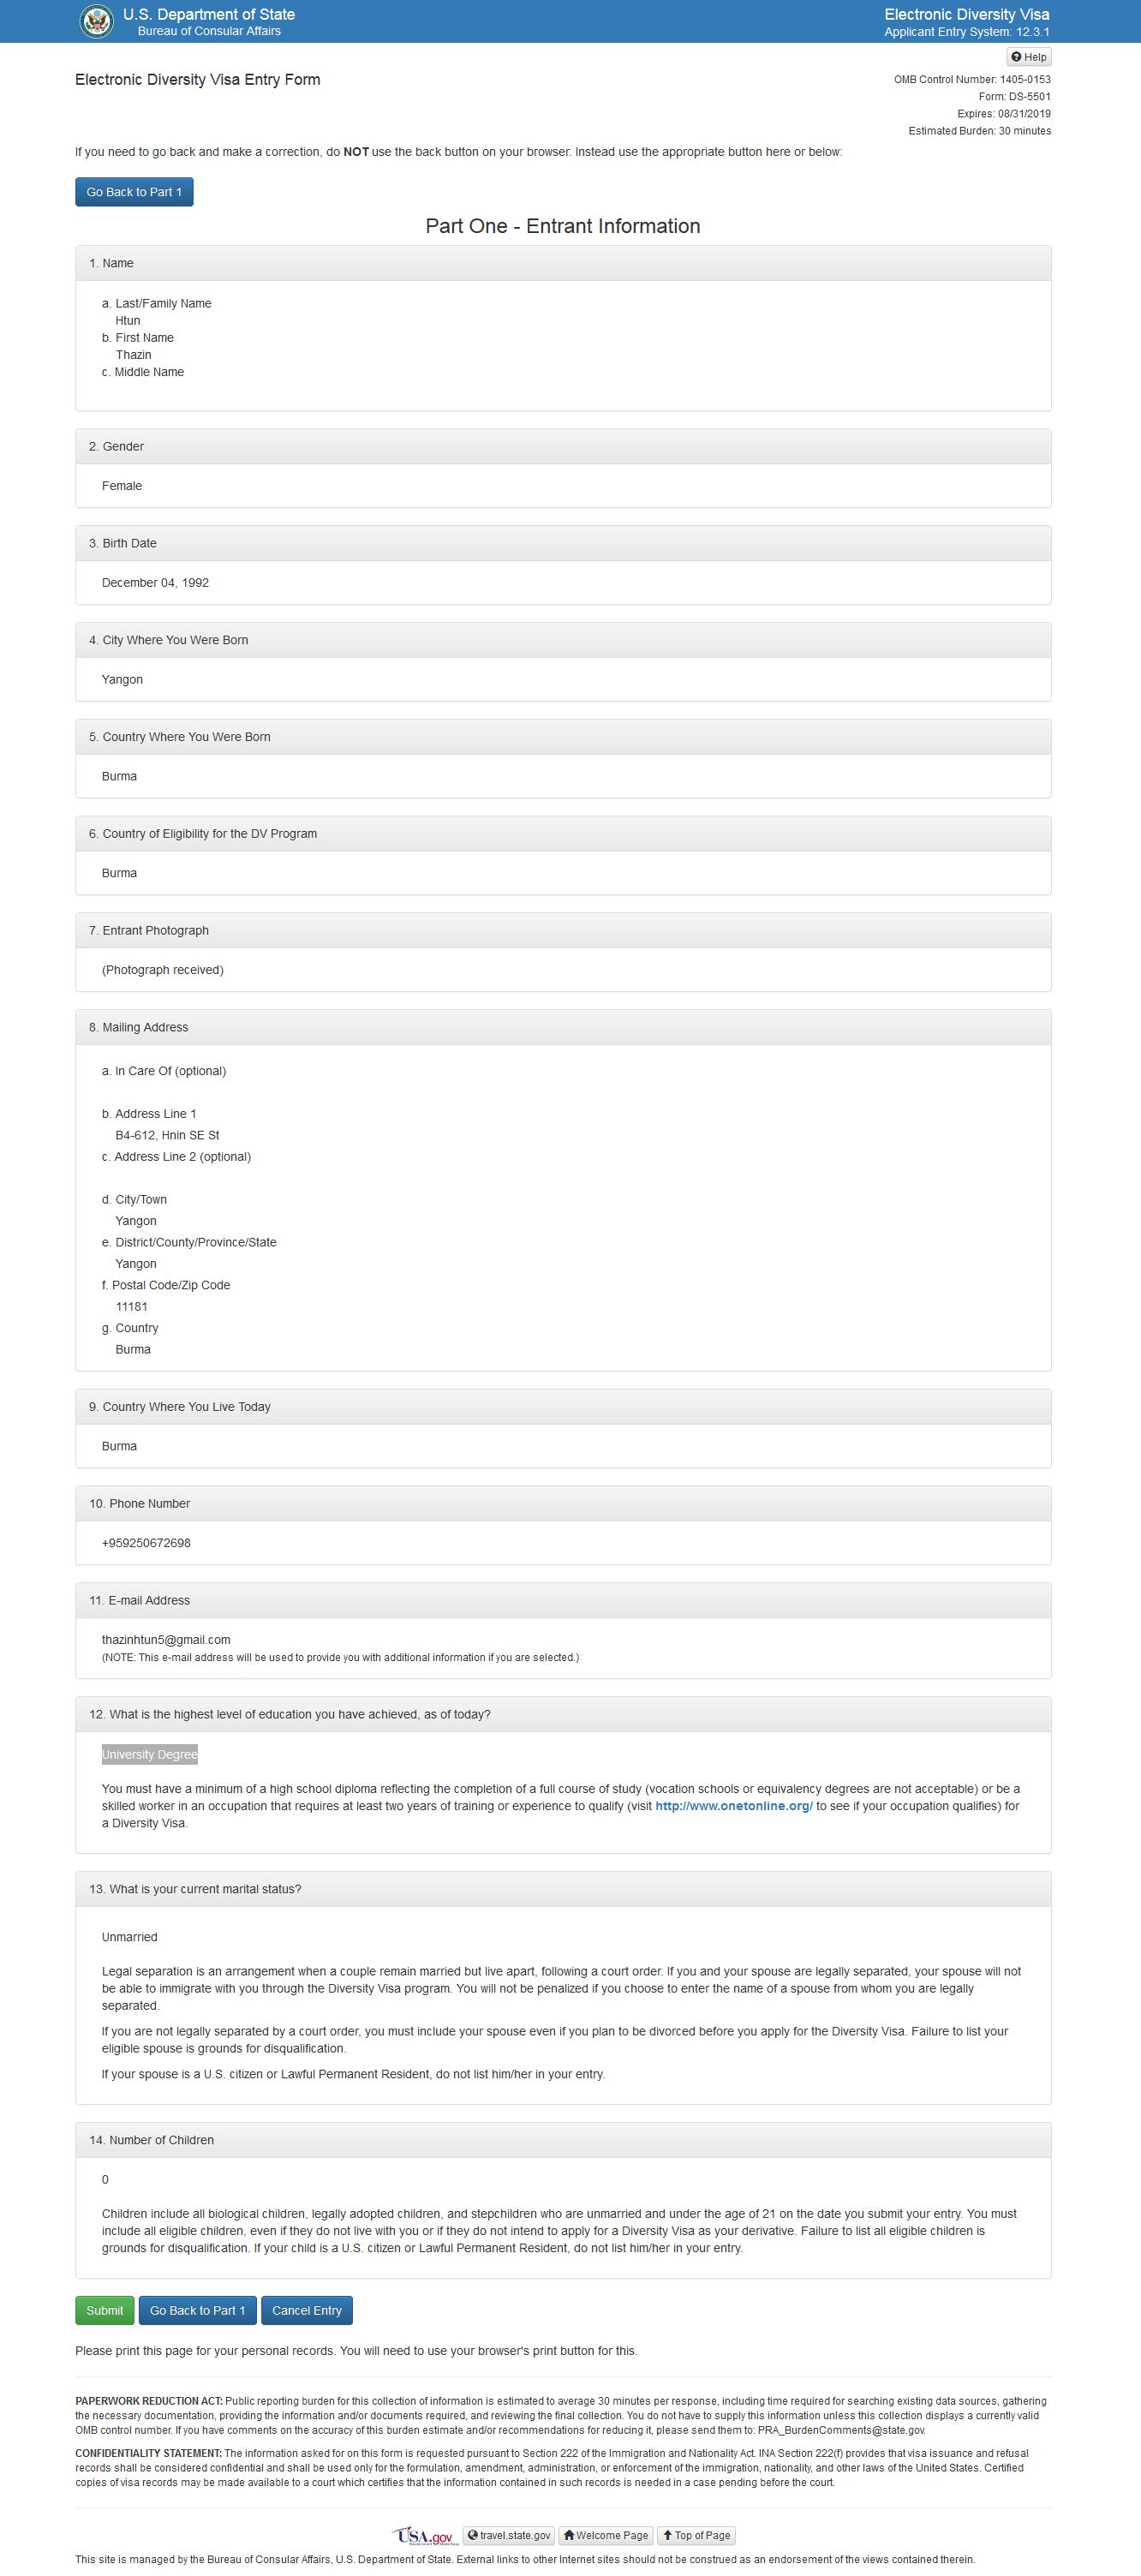 U.S. Department of State
Bureau of Consular Affairs
Electronic Diversity Visa
Applicant Entry System: 12.3.1
Help
Electronic Diversity Visa Entry Form
OMB Control Number: 1405-0153
Form: DS-5501
Expires: 08/31/2019
Estimated Burden: 30 minutes
If you need to go back and make a correction, do NOT use the back button on your browser. Instead use the appropriate button here or below:
Go Back to Part 1
Part One - Entrant Information
1. Name
a. Last/Family Name
Htun
b. First Name
Thazin
c. Middle Name
2. Gender
Female
3. Birth Date
December 04, 1992
4. City Where You Were Born
Yangon
5. Country Where You Were Born
Burma
6. Country of Eligibility for the DV Program
Burma
7. Entrant Photograph
(Photograph received)
8. Mailing Address
a. In Care Of (optional)
b. Address Line 1
B4-612, Hnin SE St
c. Address Line 2 (optional)
d. City/Town
Yangon
e. District/County/Province/State
Yangon
f. Postal Code/Zip Code
11181
g. Country
Burma
9. Country Where You Live Today
Burma
10. Phone Number
+959250672698
11. E-mail Address
thazinhtun5@gmail.com
(NOTE: This e-mail address will be used to provide you with additional information if you are selected.)
12. What is the highest level of education you have achieved, as of today?
University Degree
You must have a minimum of a high school diploma reflecting the completion of a full course of study (vocation schools or equivalency degrees are not acceptable) or be a
skilled worker in an occupation that requires at least two years of training or experience to qualify (visit http://www.onetonline.org/ to see if your occupation qualifies) for
a Diversity Visa.
13. What is your current marital status?
Unmarried
Legal separation is an arrangement when a couple remain married but live apart, following a court order. If you and your spouse are legally separated, your spouse will not
be able to immigrate with you through the Diversity Visa program. You will not be penalized if you choose to enter the name of a spouse from whom you are legally
separated.
If you are not legally separated by a court order, you must include your spouse even if you plan to be divorced before you apply for the Diversity Visa. Failure to list your
eligible spouse is grounds for disqualification.
If your spouse is a U.S. citizen or Lawful Permanent Resident, do not list him/her in your entry.
14. Number of Children
0
Children include all biological children, legally adopted children, and stepchildren who are unmarried and under the age of 21 on the date you submit your entry. You must
include all eligible children, even if they do not live with you or if they do not intend to apply for a Diversity Visa as your derivative. Failure to list all eligible children is
grounds for disqualification. If your child is a U.S. citizen or Lawful Permanent Resident, do not list him/her in your entry.
Submit Go Back to Part 1 Cancel Entry
Please print this page for your personal records. You will need to use your browser's print button for this.
PAPERWORK REDUCTION ACT: Public reporting burden for this collection of information is estimated to average 30 minutes per response, including time required for searching existing data sources, gathering
the necessary documentation, providing the information and/or documents required, and reviewing the final collection. You do not have to supply this information unless this collection displays a currently valid
OMB control number. If you have comments on the accuracy of this burden estimate and/or recommendations for reducing it, please send them to: PRA_BurdenComments@state.gov.
CONFIDENTIALITY STATEMENT: The information asked for on this form is requested pursuant to Section 222 of the Immigration and Nationality Act. INA Section 222(f) provides that visa issuance and refusal
records shall be considered confidential and shall be used only for the formulation, amendment, administration, or enforcement of the immigration, nationality, and other laws of the United States. Certified
copies of visa records may be made available to a court which certifies that the information contained in such records is needed in a case pending before the court.
USA.gov travel.state.gov Welcome Page Top of Page
This site is managed by the Bureau of Consular Affairs, U.S. Department of State. External links to other Internet sites should not be construed as an endorsement of the views contained therein.